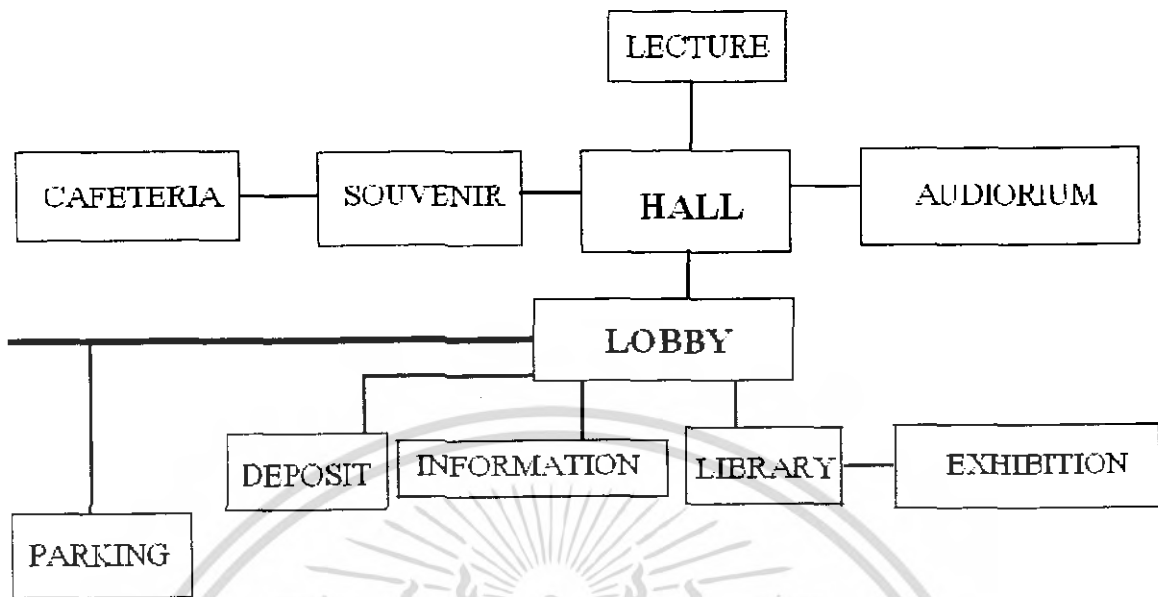 LECTURE
CAFETERIA
SOUVENIR
HALL
AUDIORIUM
LOBBY
DEPOSIT
INFORMATION
LIBRARY
EXHIBITION
PARKING